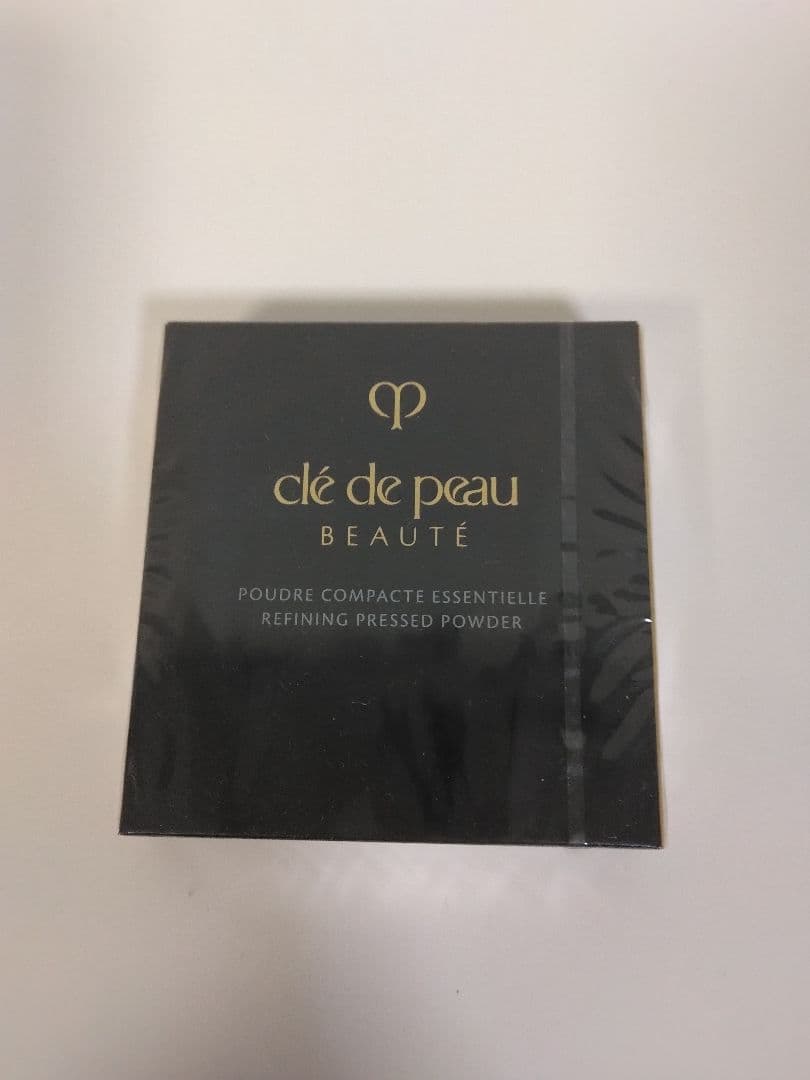 clé de peau
BEAUTÉ
POUDRE COMPACTE ESSENTIELLE
REFINING PRESSED POWDER